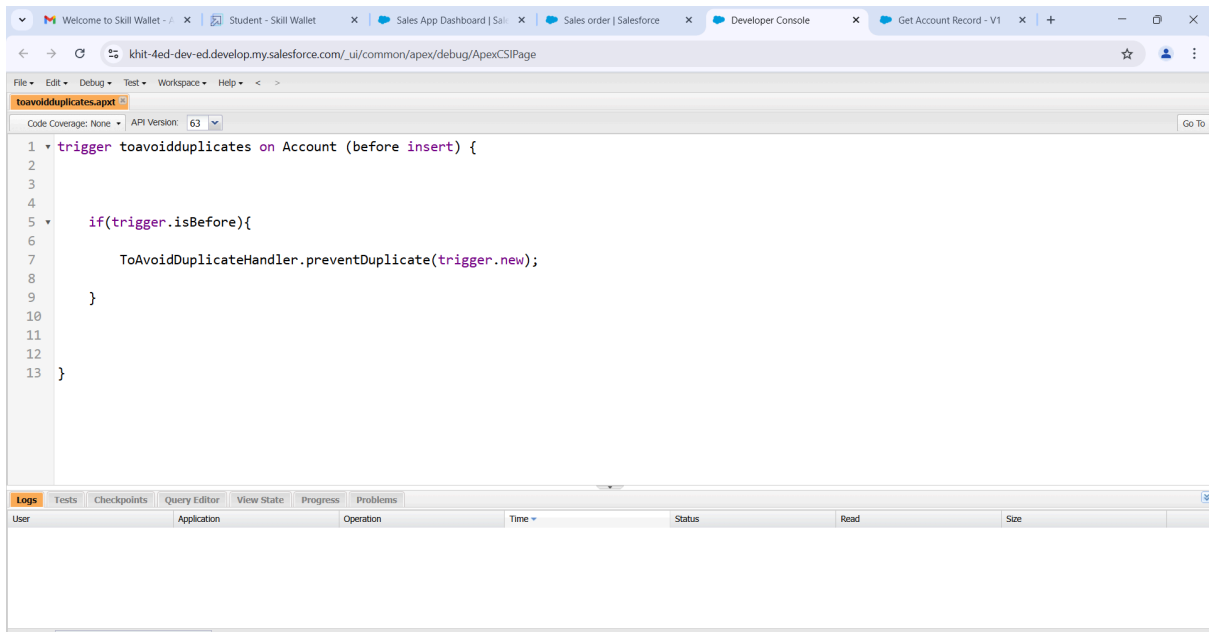 Welcome to Skill Wallet - A
Student - Skill Wallet
Sales App Dashboard | Sale
Sales order | Salesforce
Developer Console
Get Account Record - V1
khit-4ed-dev-ed.develop.my.salesforce.com/_ui/common/apex/debug/ApexCSIPage
File Edit Debug Test Workspace Help < >
toavoidduplicates.apxt
Code Coverage: None API Version: 63 Go To
1 trigger toavoidduplicates on Account (before insert) {
2
3
4
5 if(trigger.isBefore){
6
7 ToAvoidDuplicateHandler.preventDuplicate(trigger.new);
8
9 }
10
11
12
13 }
Logs Tests Checkpoints Query Editor View State Progress Problems
User Application Operation Time Status Read Size